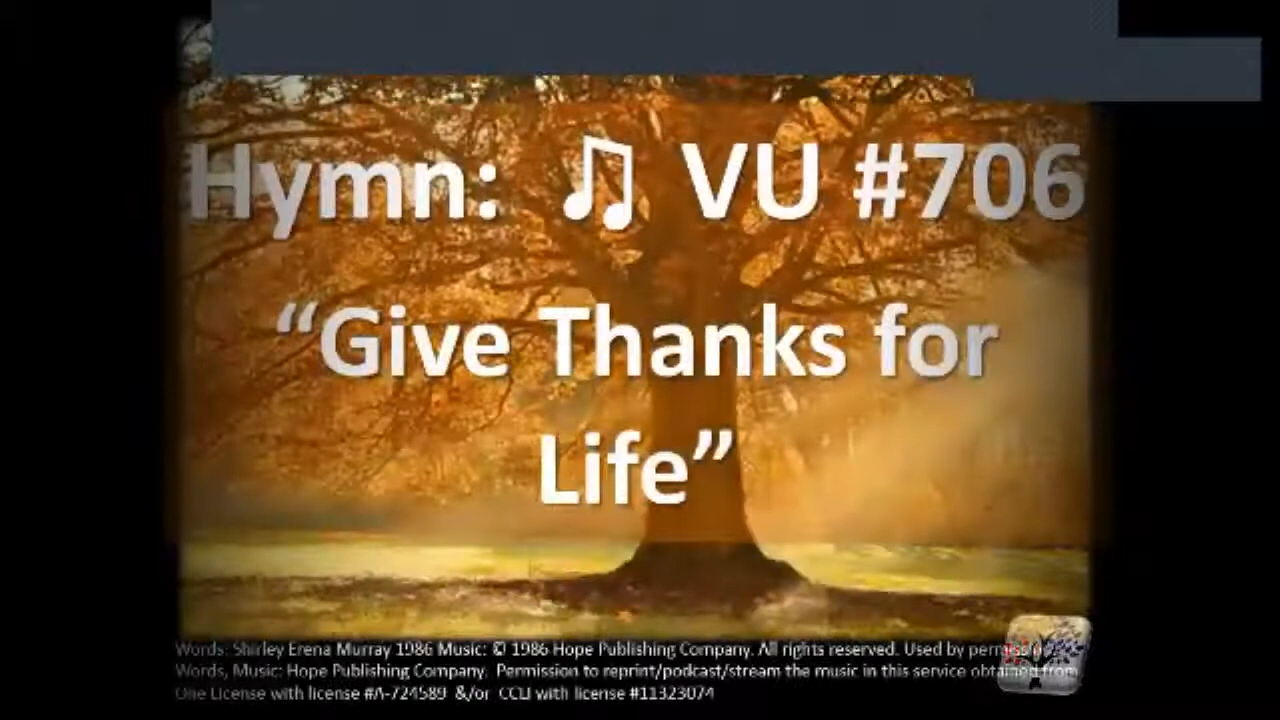 Hymn: ♫ VU #706
“Give Thanks for
Life”
Words: Shirley Erena Murray 1986 Music: © 1986 Hope Publishing Company. All rights reserved. Used by permission
Words, Music: Hope Publishing Company. Permission to reprint/podcast/stream the music in this service obtained from
One License with license #A-724589 &/or CCLI with license #11323074